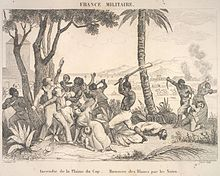 FRANCE MILITAIRE.
Incendie de la Plaine du Cap. — Massacre des Blancs par les Noirs.